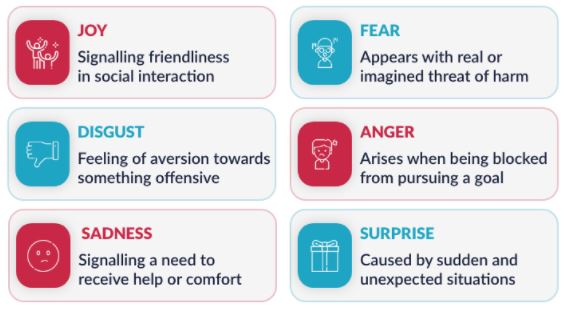 JOY
Signalling friendliness
in social interaction
FEAR
Appears with real or
imagined threat of harm
DISGUST
Feeling of aversion towards
something offensive
ANGER
Arises when being blocked
from pursuing a goal
SADNESS
Signalling a need to
receive help or comfort
SURPRISE
Caused by sudden and
unexpected situations